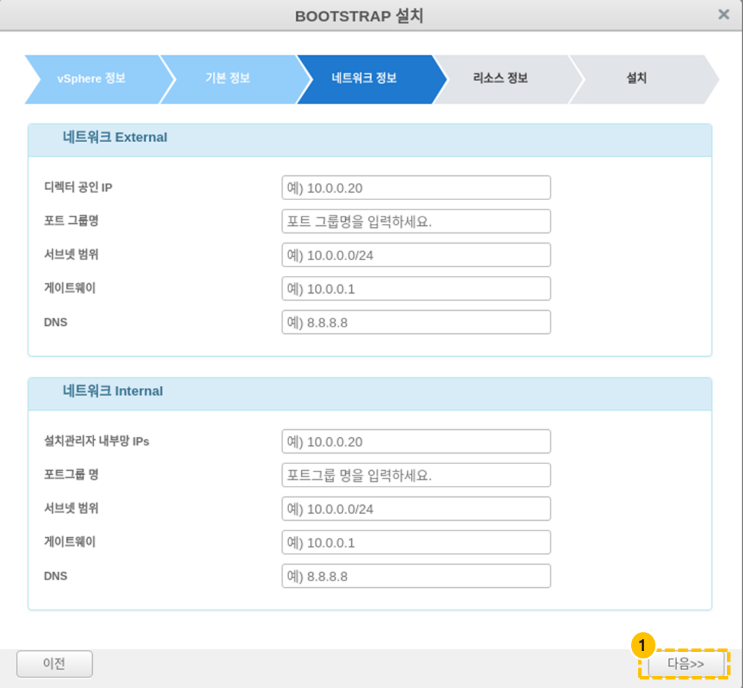 BOOTSTRAP 설치
×
vSphere 정보 기본 정보 네트워크 정보 리소스 정보 설치
네트워크 External
디렉터 공인 IP 예) 10.0.0.20
포트 그룹명 포트 그룹명을 입력하세요.
서브넷 범위 예) 10.0.0.0/24
게이트웨이 예) 10.0.0.1
DNS 예) 8.8.8.8
네트워크 Internal
설치관리자 내부망 IPs 예) 10.0.0.20
포트그룹 명 포트그룹 명을 입력하세요.
서브넷 범위 예) 10.0.0.0/24
게이트웨이 예) 10.0.0.1
DNS 예) 8.8.8.8
1
이전 다음>>